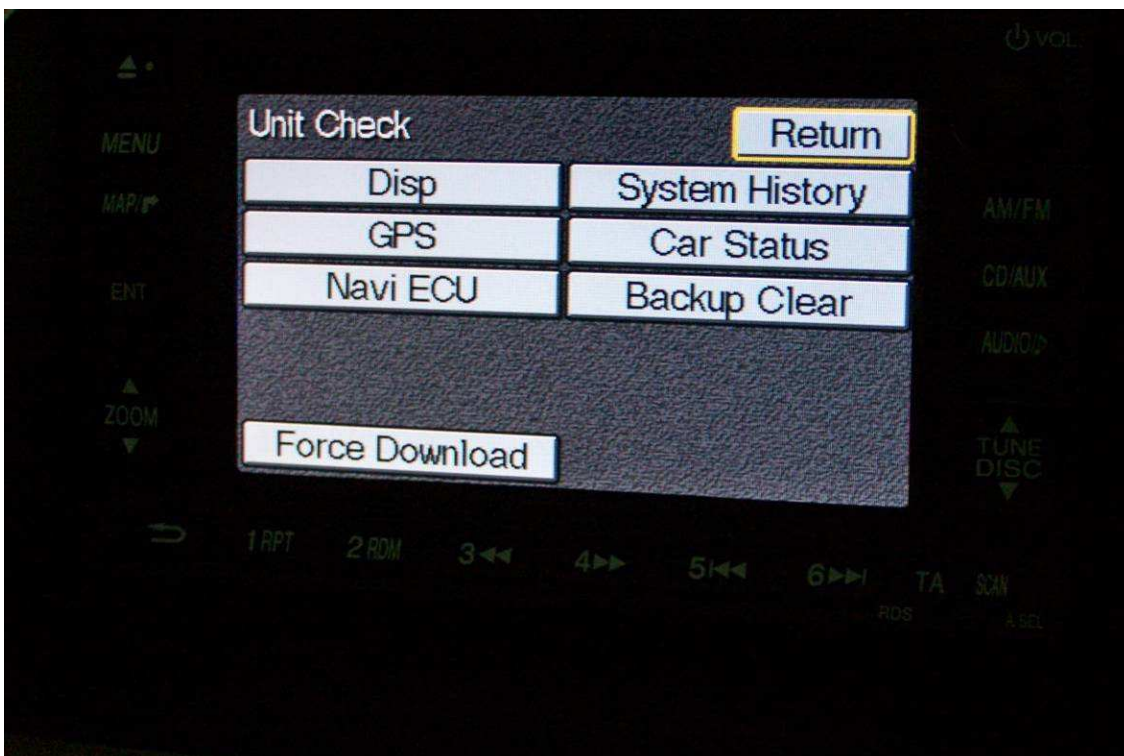 VOL
MENU
MAP/
ENT
ZOOM
Unit Check
Return
Disp
System History
GPS
Car Status
Navi ECU
Backup Clear
Force Download
AM/FM
CD/AUX
AUDIO/
TUNE
DISC
1 RPT
2 RDM
3
4
5
6
TA
SCAN
RDS
A.SEL